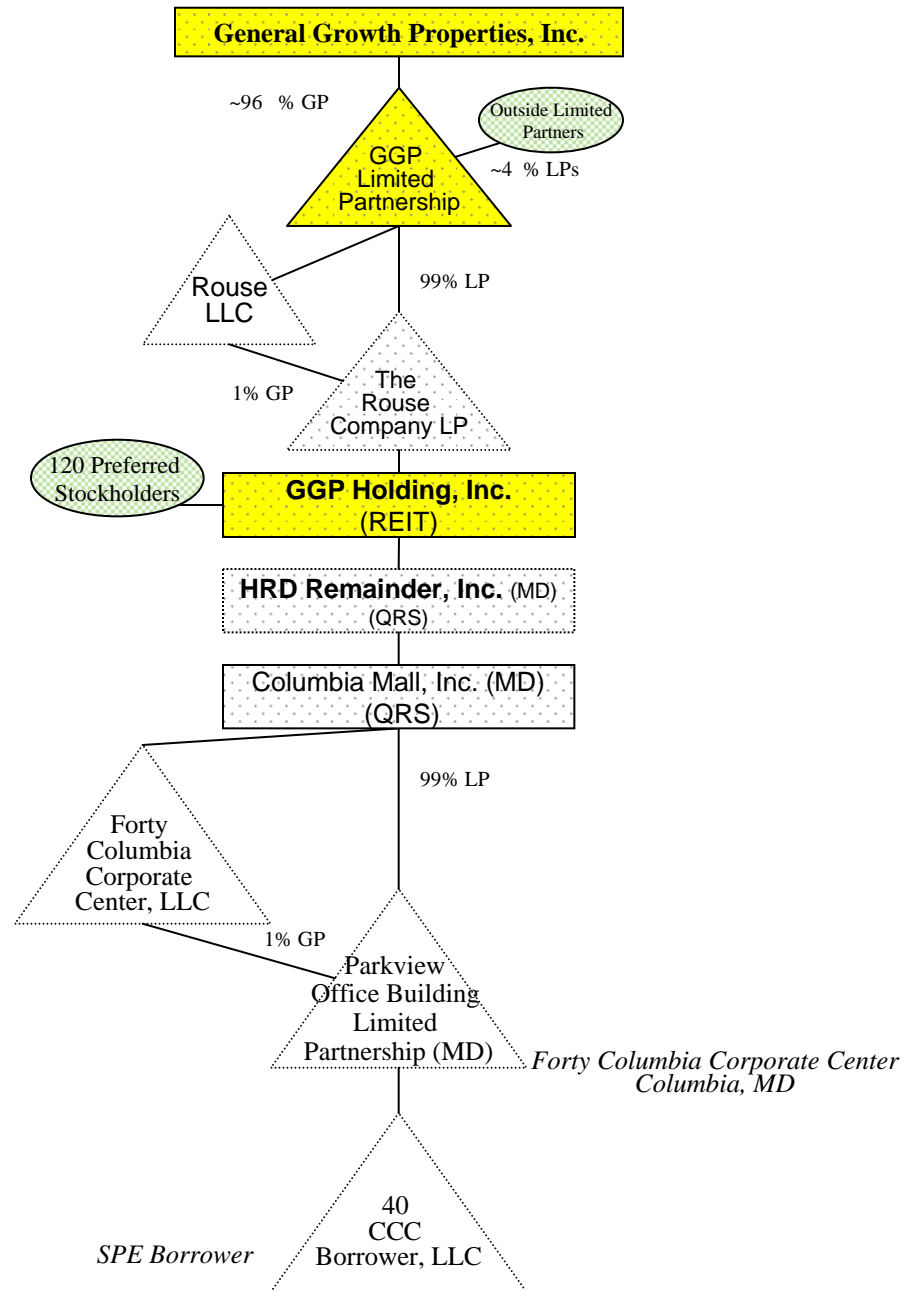 General Growth Properties, Inc.
~96 % GP
Outside Limited
Partners
GGP
Limited
Partnership
~4 % LPs
Rouse
LLC
99% LP
1% GP
The
Rouse
Company LP
120 Preferred
Stockholders
GGP Holding, Inc.
(REIT)
HRD Remainder, Inc. (MD)
(QRS)
Columbia Mall, Inc. (MD)
(QRS)
99% LP
Forty
Columbia
Corporate
Center, LLC
1% GP
Parkview
Office Building
Limited
Partnership (MD)
Forty Columbia Corporate Center
Columbia, MD
40
CCC
Borrower, LLC
SPE Borrower